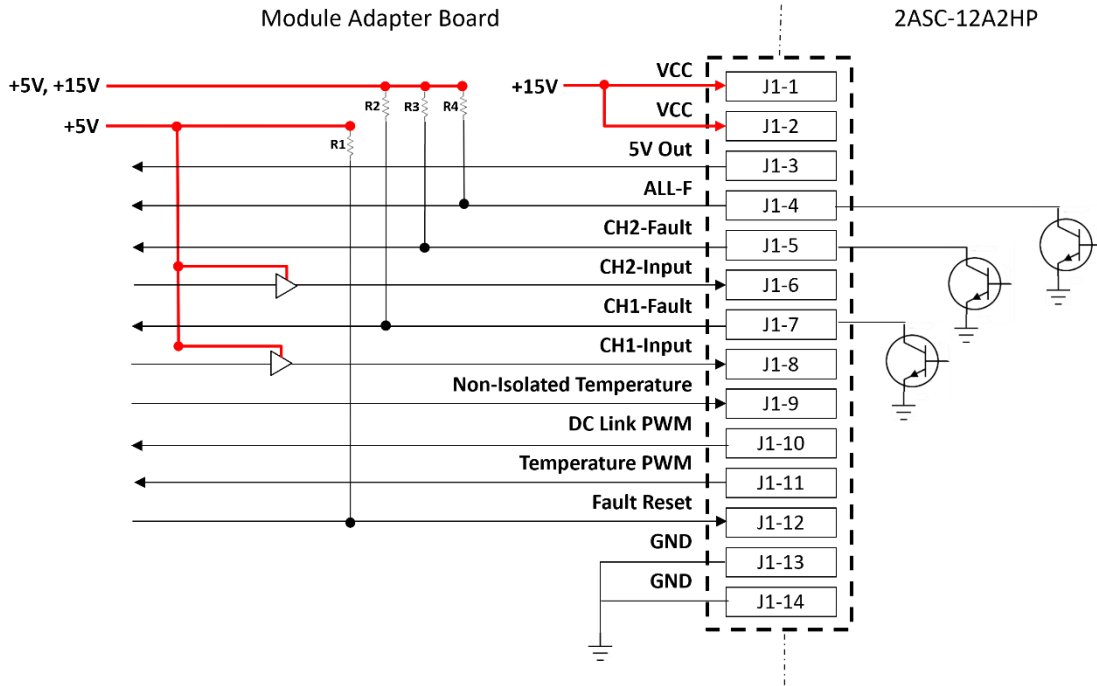 Module Adapter Board
2ASC-12A2HP
+5V, +15V
+15V
VCC
J1-1
R2
R3
R4
+5V
VCC
J1-2
R1
5V Out
J1-3
ALL-F
J1-4
CH2-Fault
J1-5
CH2-Input
J1-6
CH1-Fault
J1-7
CH1-Input
J1-8
Non-Isolated Temperature
J1-9
DC Link PWM
J1-10
Temperature PWM
J1-11
Fault Reset
J1-12
GND
J1-13
GND
J1-14